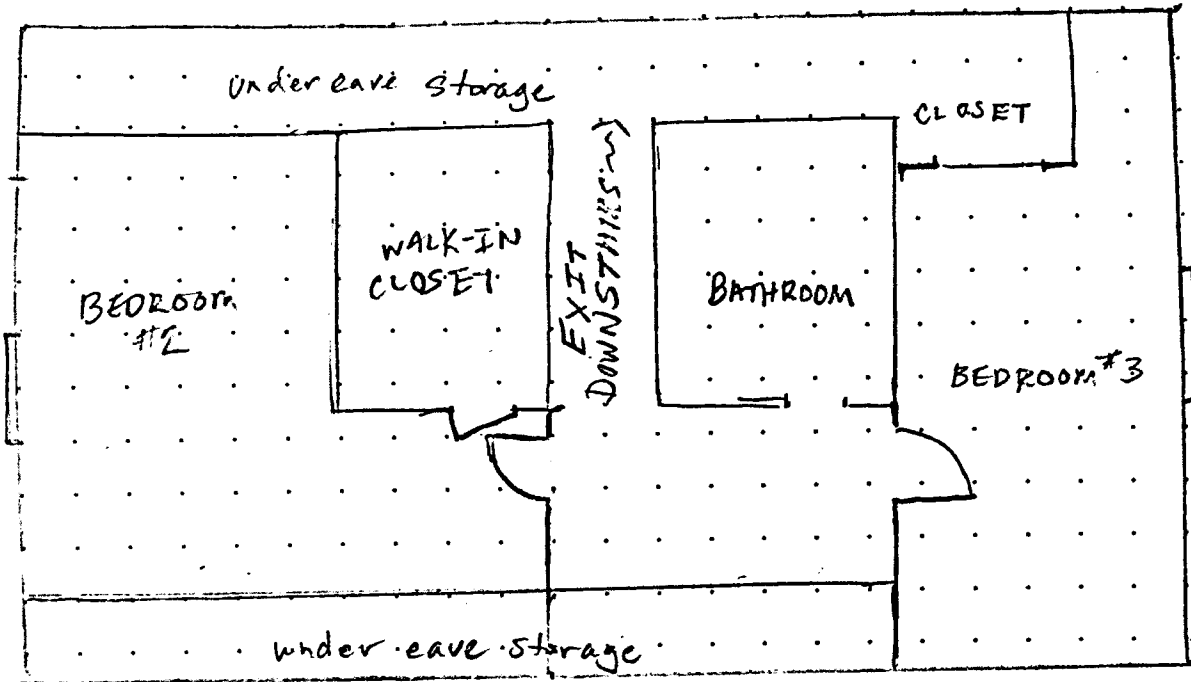 under eave storage
CLOSET
WALK-IN
CLOSET
EXIT
DOWNSTAIRS
BATHROOM
BEDROOM
#2
BEDROOM #3
under eave storage